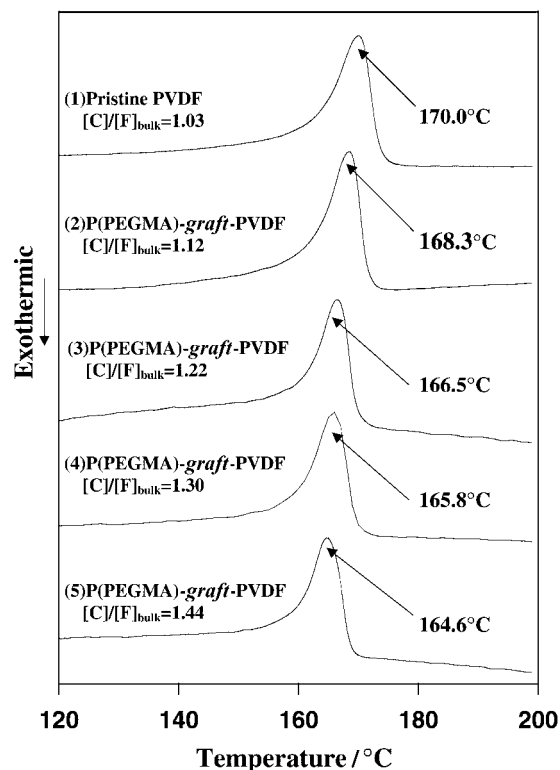 (1)Pristine PVDF
[C]/[F]bulk=1.03
170.0°C
(2)P(PEGMA)-graft-PVDF
[C]/[F]bulk=1.12
168.3°C
(3)P(PEGMA)-graft-PVDF
[C]/[F]bulk=1.22
166.5°C
(4)P(PEGMA)-graft-PVDF
[C]/[F]bulk=1.30
165.8°C
(5)P(PEGMA)-graft-PVDF
[C]/[F]bulk=1.44
164.6°C
Exothermic
120 140 160 180 200
Temperature / °C